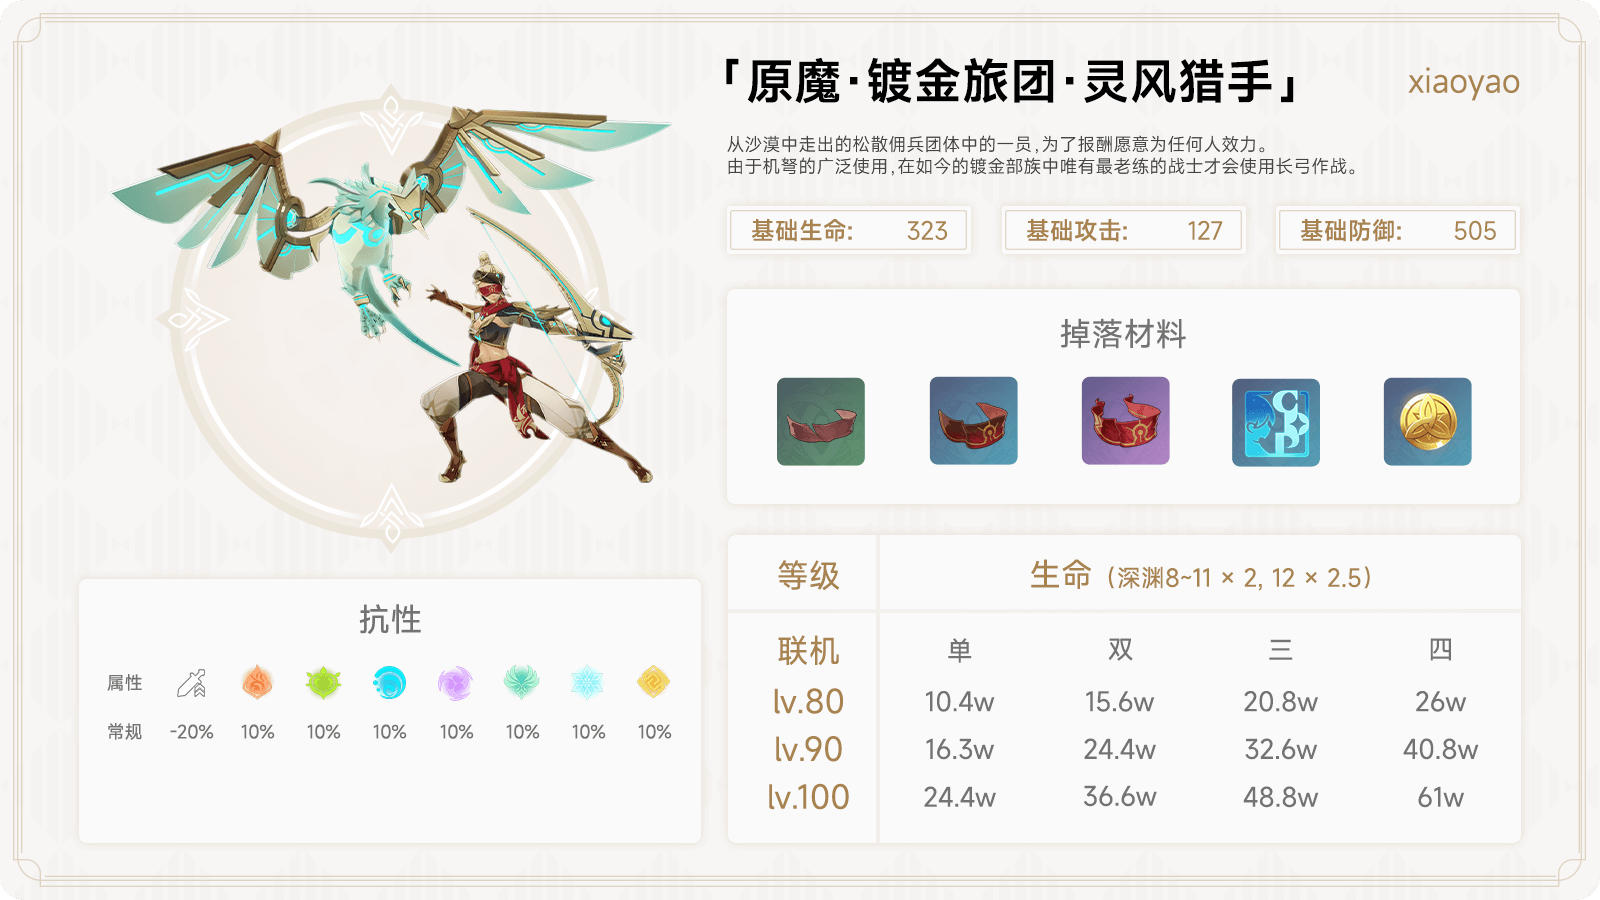 「原魔·镀金旅团·灵风猎手」
xiaoyao
从沙漠中走出的松散佣兵团体中的一员,为了报酬愿意为任何人效力。
由于机弩的广泛使用,在如今的镀金部族中唯有最老练的战士才会使用长弓作战。
基础生命: 323
基础攻击: 127
基础防御: 505
掉落材料
抗性
属性
常规 -20% 10% 10% 10% 10% 10% 10% 10%
等级 生命 (深渊8~11 × 2, 12 × 2.5)
联机 单 双 三 四
lv.80 10.4w 15.6w 20.8w 26w
lv.90 16.3w 24.4w 32.6w 40.8w
lv.100 24.4w 36.6w 48.8w 61w